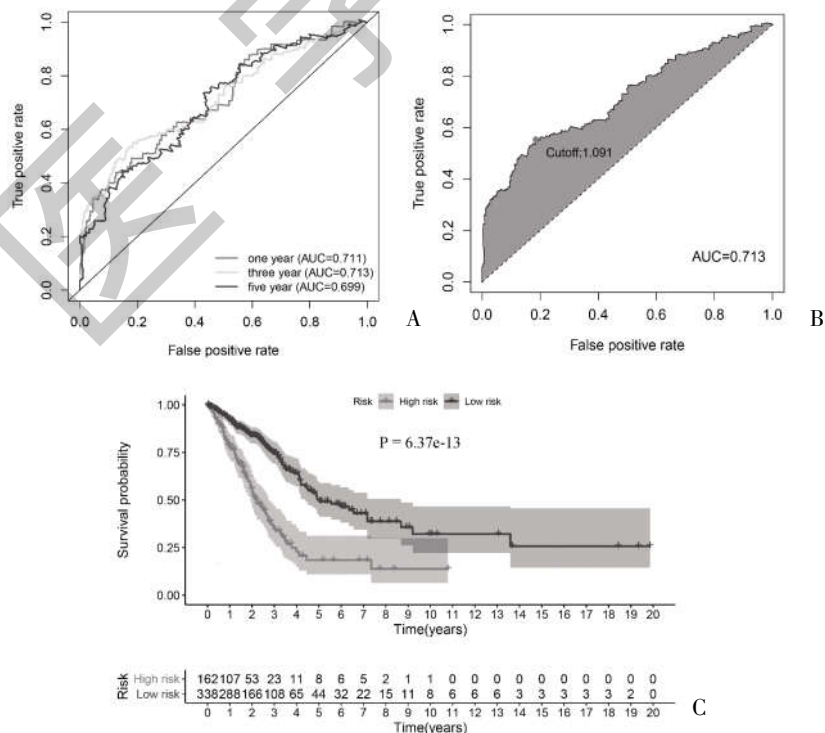 医 学
True positive rate
1.0
0.8
0.6
0.4
0.2
0.0
one year (AUC=0.711)
three year (AUC=0.713)
five year (AUC=0.699)
0.0 0.2 0.4 0.6 0.8 1.0
False positive rate
A
True positive rate
1.0
0.8
0.6
0.4
0.2
0.0
Cutoff;1.091
AUC=0.713
0.0 0.2 0.4 0.6 0.8 1.0
False positive rate
B
Risk High risk Low risk
P = 6.37e-13
Survival probability
1.00
0.75
0.50
0.25
0.00
0 1 2 3 4 5 6 7 8 9 10 11 12 13 14 15 16 17 18 19 20
Time(years)
Risk
High risk 162 107 53 23 11 8 6 5 2 1 1 0 0 0 0 0 0 0 0 0 0
Low risk 338 288 166 108 65 44 32 22 15 11 8 6 6 6 3 3 3 3 3 2 0
0 1 2 3 4 5 6 7 8 9 10 11 12 13 14 15 16 17 18 19 20
Time(years)
C